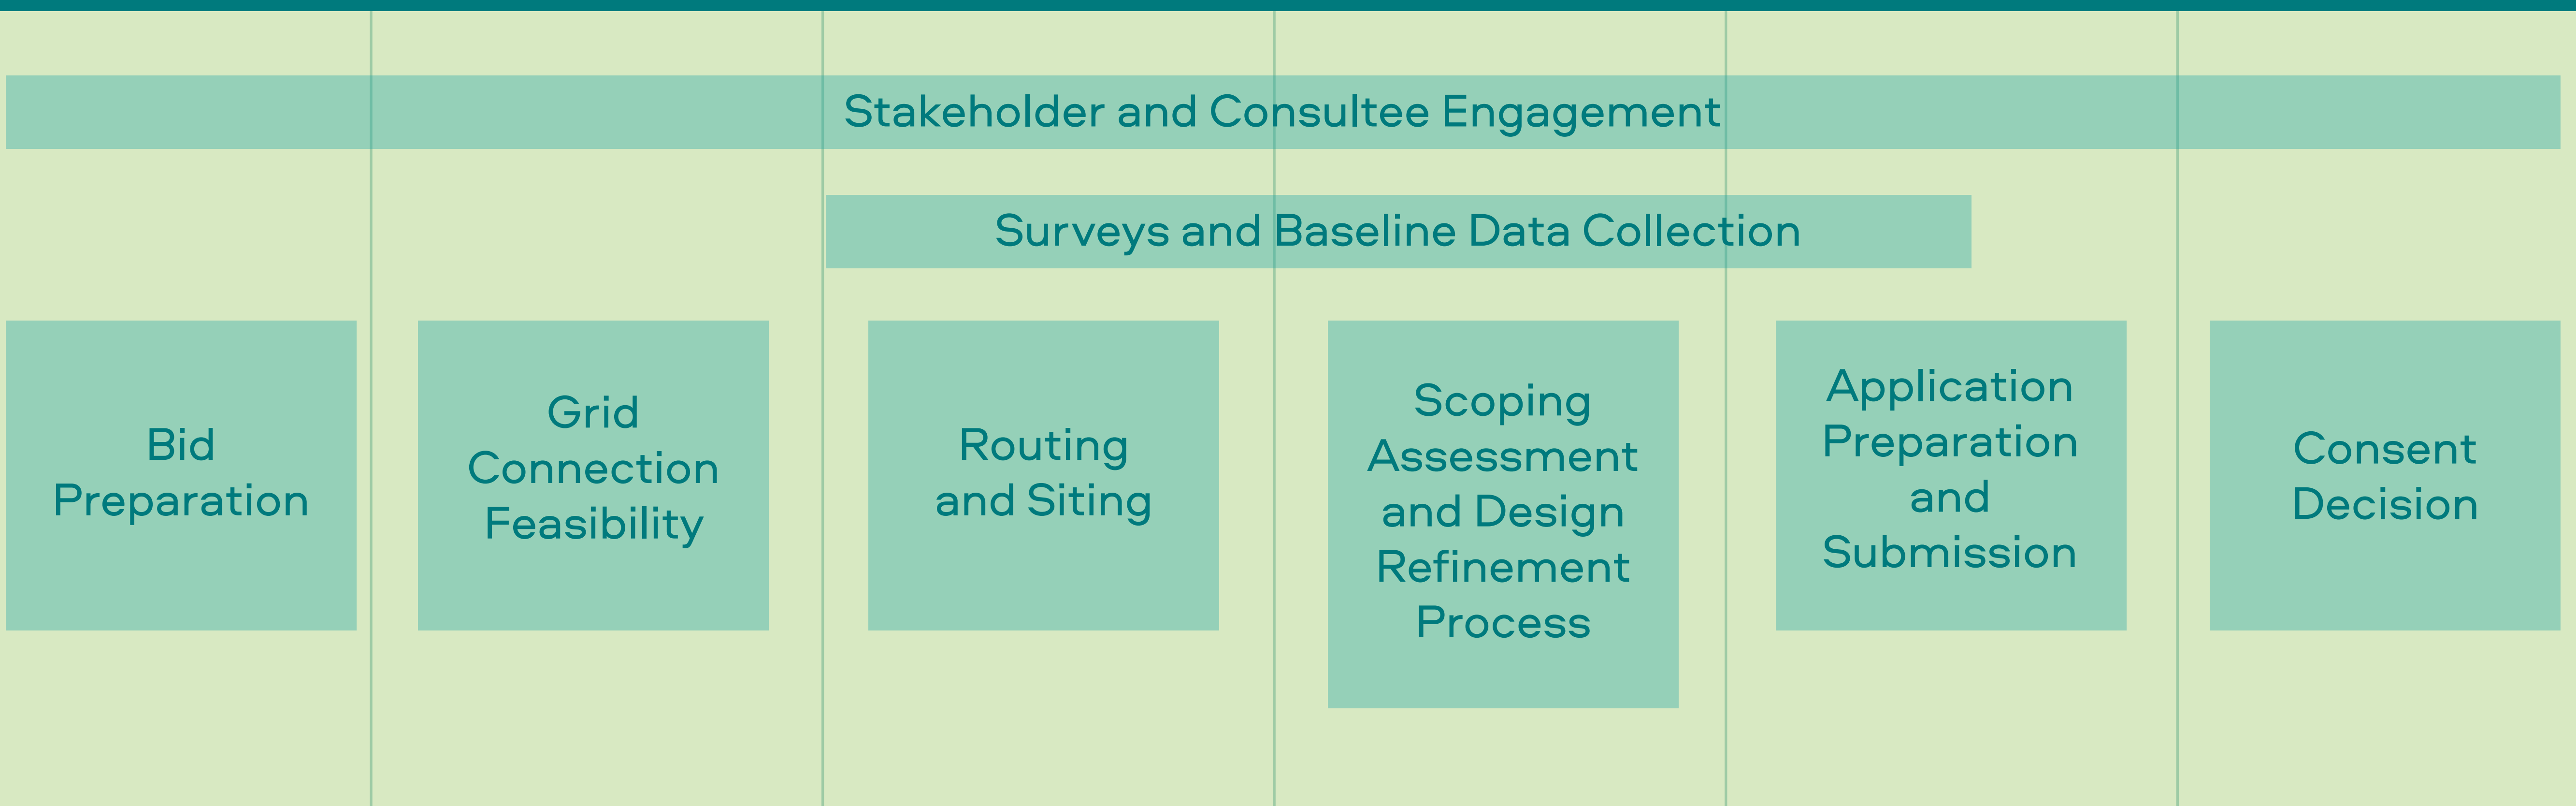 Stakeholder and Consultee Engagement
Surveys and Baseline Data Collection
Bid
Preparation
Grid
Connection
Feasibility
Routing
and Siting
Scoping
Assessment
and Design
Refinement
Process
Application
Preparation
and
Submission
Consent
Decision